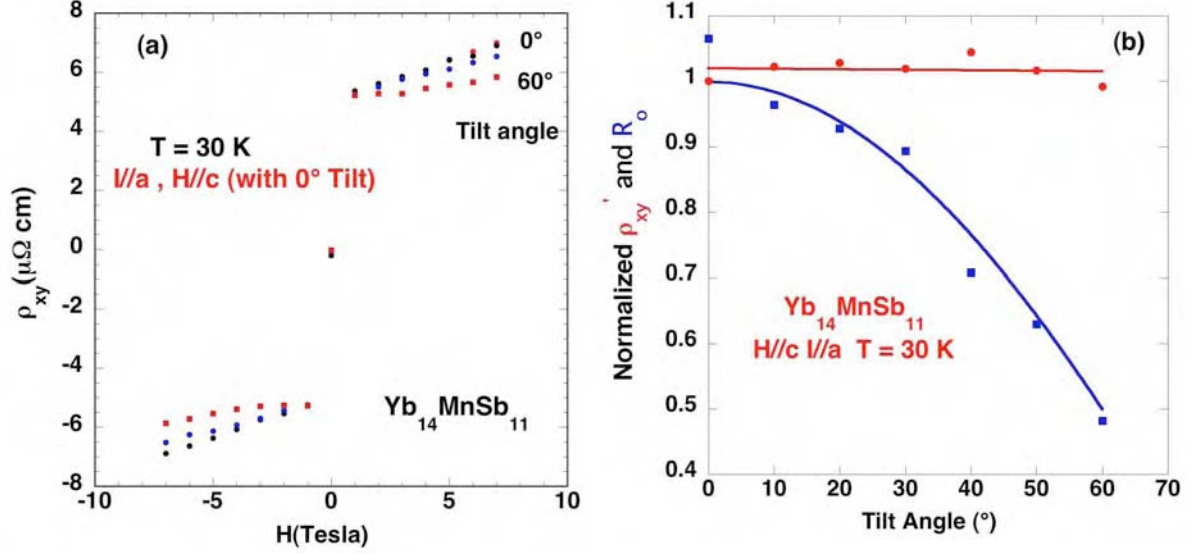 (a)
0°
60°
Tilt angle
T = 30 K
I//a , H//c (with 0° Tilt)
Yb14MnSb11
ρxy(μΩ cm)
8
6
4
2
0
-2
-4
-6
-8
-10
-5
0
5
10
H(Tesla)
(b)
Normalized ρxy' and Ro
1.1
1
0.9
0.8
0.7
0.6
0.5
0.4
Yb14MnSb11
H//c I//a T = 30 K
0
10
20
30
40
50
60
70
Tilt Angle (°)